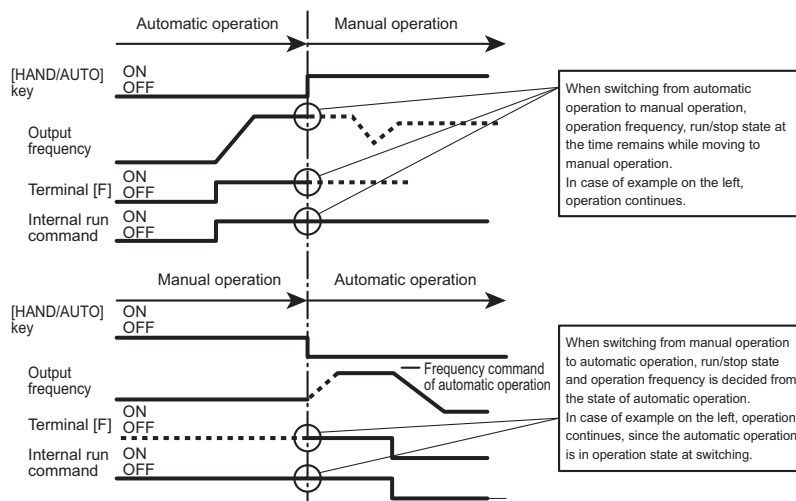 Automatic operation
Manual operation
[HAND/AUTO]
key
ON
OFF
Output
frequency
Terminal [F]
ON
OFF
Internal run
command
ON
OFF
When switching from automatic
operation to manual operation,
operation frequency, run/stop state at
the time remains while moving to
manual operation.
In case of example on the left,
operation continues.
Manual operation
Automatic operation
[HAND/AUTO]
key
ON
OFF
Output
frequency
Frequency command
of automatic operation
Terminal [F]
ON
OFF
Internal run
command
ON
OFF
When switching from manual operation
to automatic operation, run/stop state
and operation frequency is decided from
the state of automatic operation.
In case of example on the left, operation
continues, since the automatic operation
is in operation state at switching.